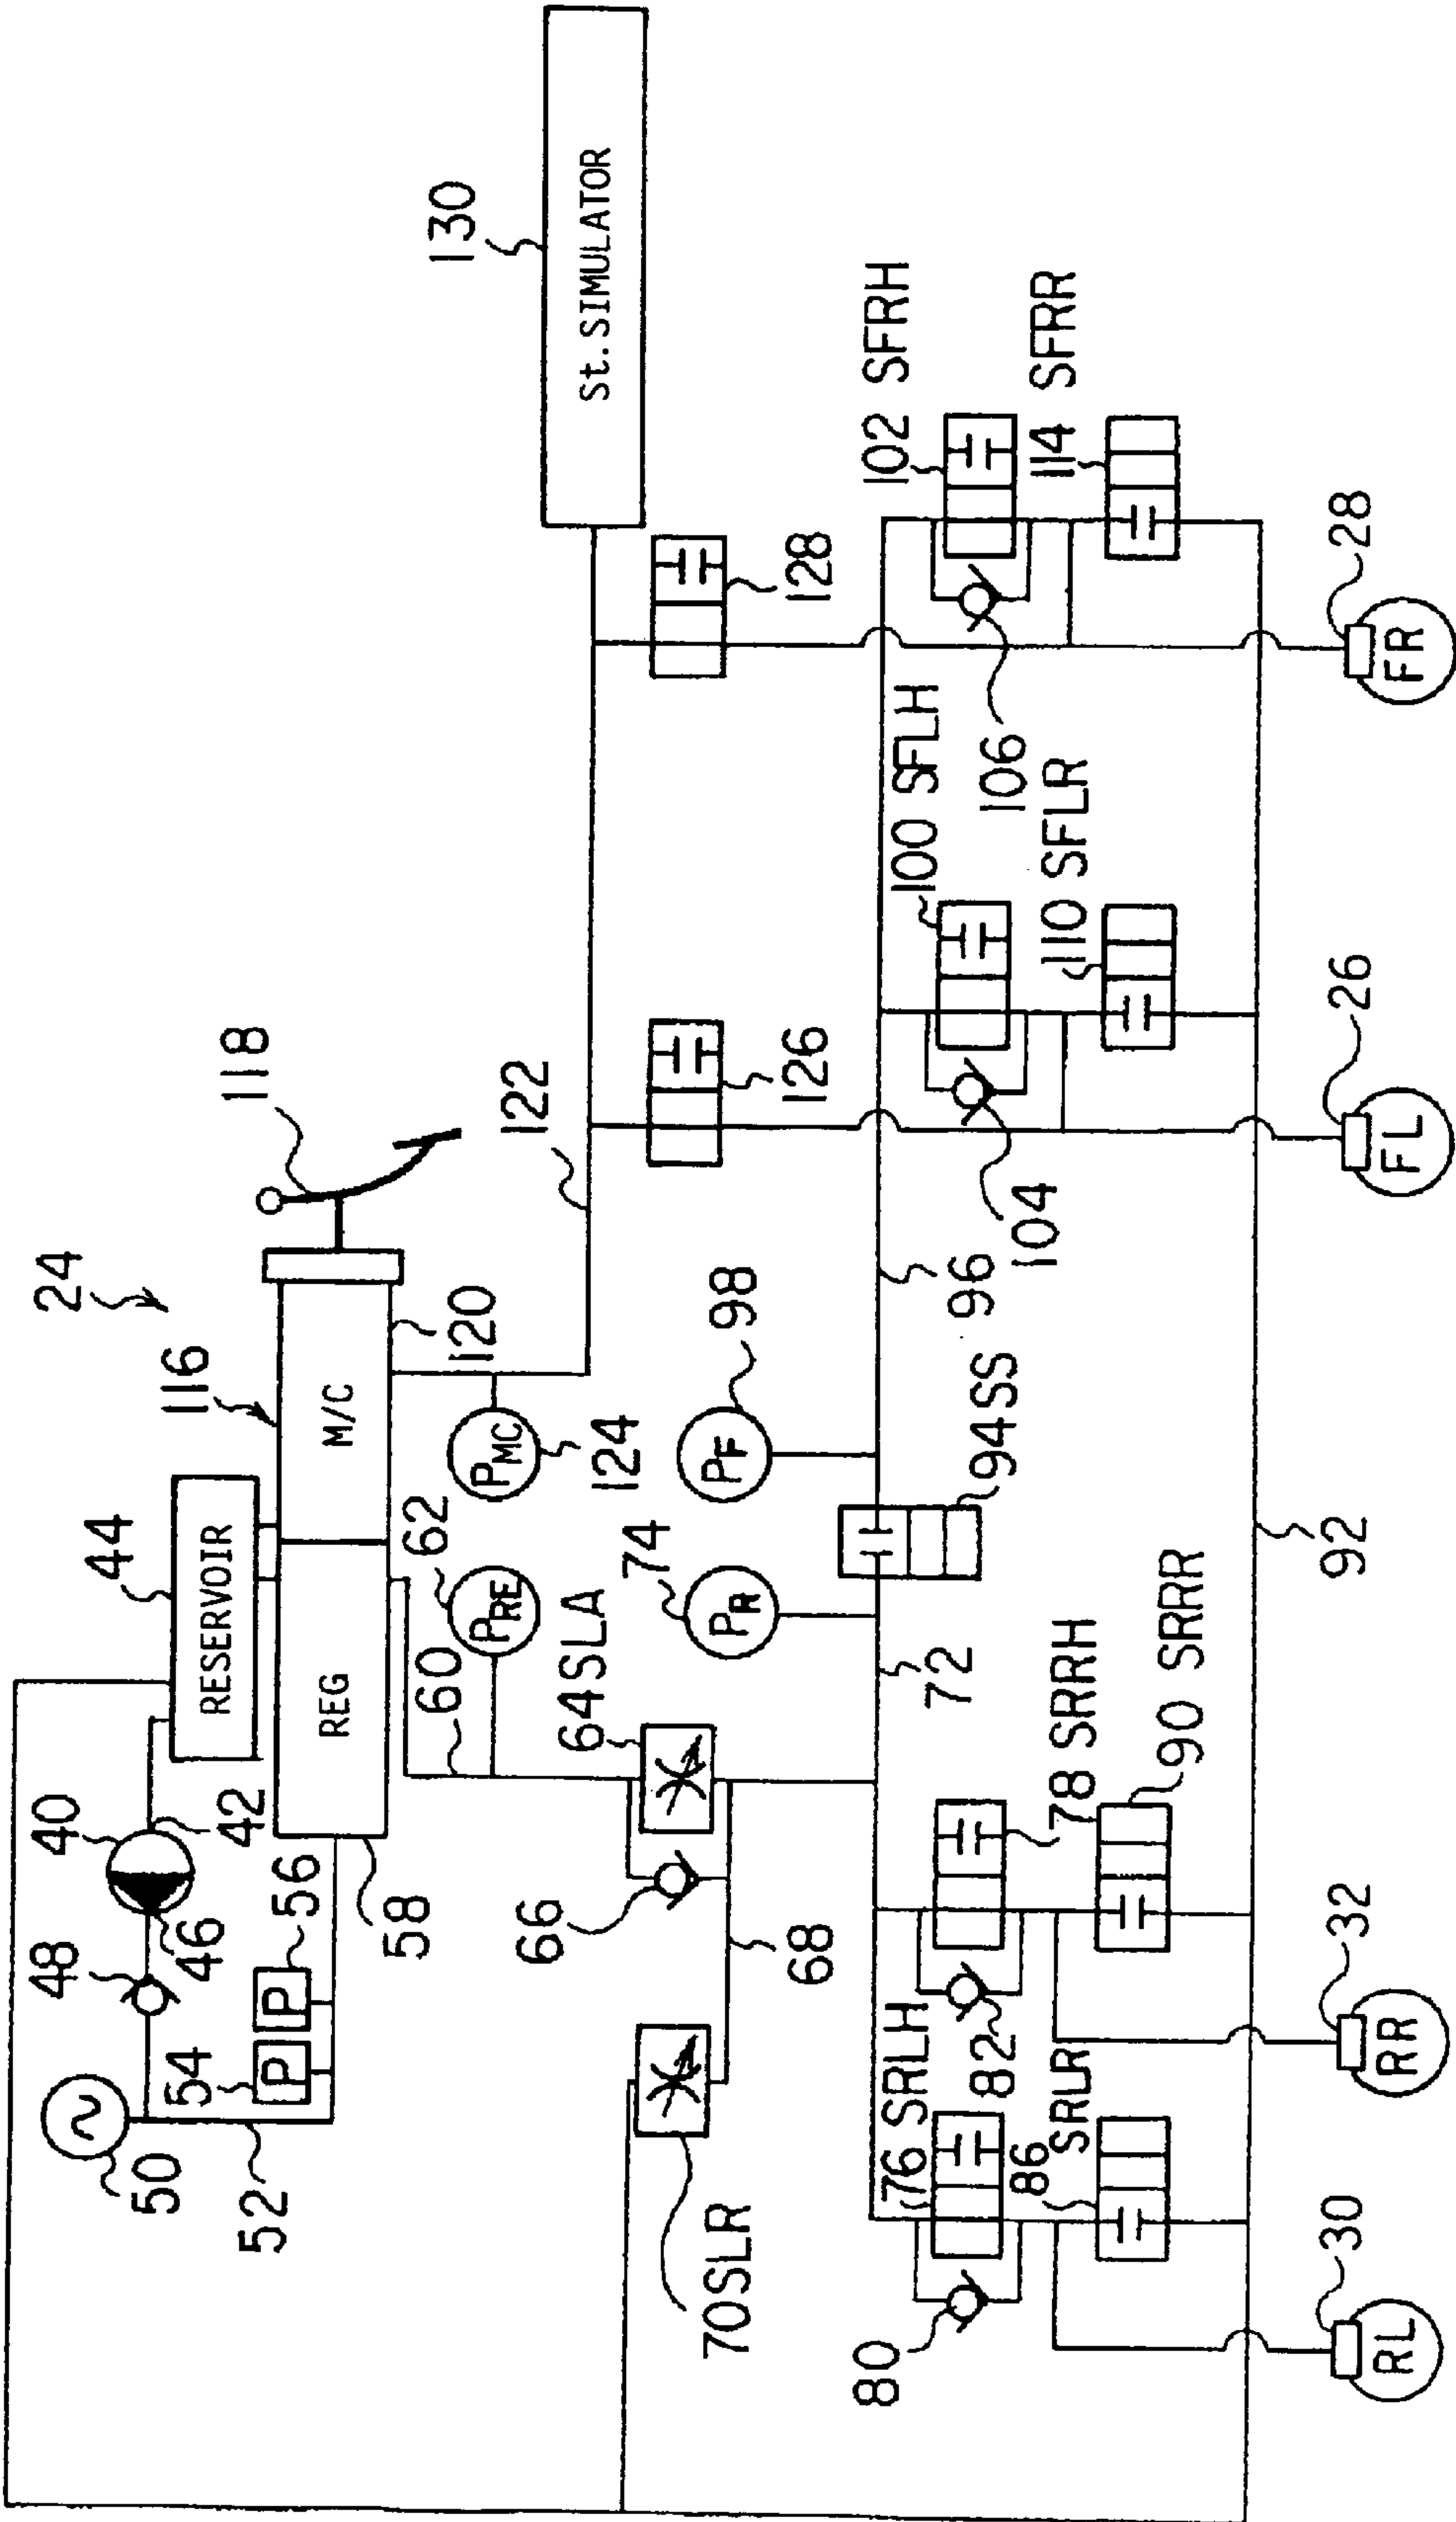 24
116
118
44
RESERVOIR
40
42
48
46
50
52
54
P
56
P
58
REG
M/C
120
60
62
PRE
PMC
124
122
130
St. SIMULATOR
64SLA
66
68
70SLR
74
PR
PF
98
72
94SS
96
126
128
76 SRLH
80
82
78 SRRH
86
SRLR
90 SRRR
100 SFLH
104
110 SFLR
102 SFRH
106
114 SFRR
92
30
RL
32
RR
26
FL
28
FR